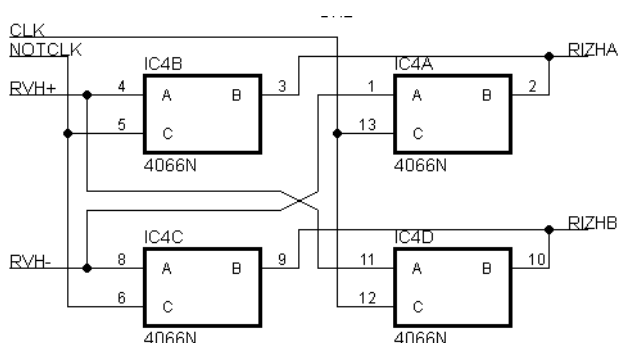 CLK
NOTCLK
IC4B
IC4A
RIZHA
RVH+
4
A
B
3
1
A
B
2
5
C
13
C
4066N
4066N
IC4C
IC4D
RIZHB
RVH-
8
A
B
9
11
A
B
10
6
C
12
C
4066N
4066N